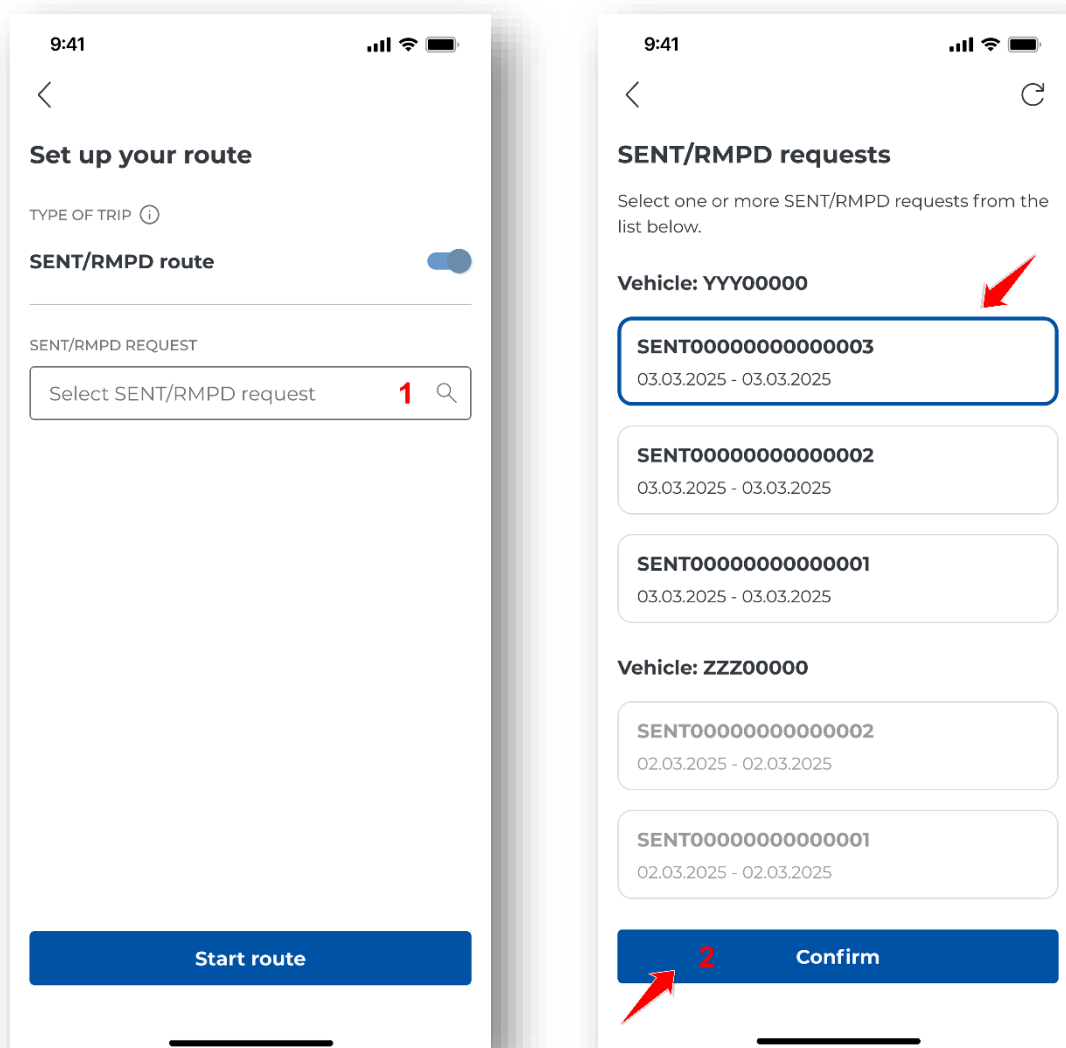 9:41
Set up your route
TYPE OF TRIP
SENT/RMPD route
SENT/RMPD REQUEST
Select SENT/RMPD request 1
Start route
9:41
SENT/RMPD requests
Select one or more SENT/RMPD requests from the
list below.
Vehicle: YYY00000
SENT00000000000003
03.03.2025 - 03.03.2025
SENT00000000000002
03.03.2025 - 03.03.2025
SENT00000000000001
03.03.2025 - 03.03.2025
Vehicle: ZZZ00000
SENT00000000000002
02.03.2025 - 02.03.2025
SENT00000000000001
02.03.2025 - 02.03.2025
2 Confirm